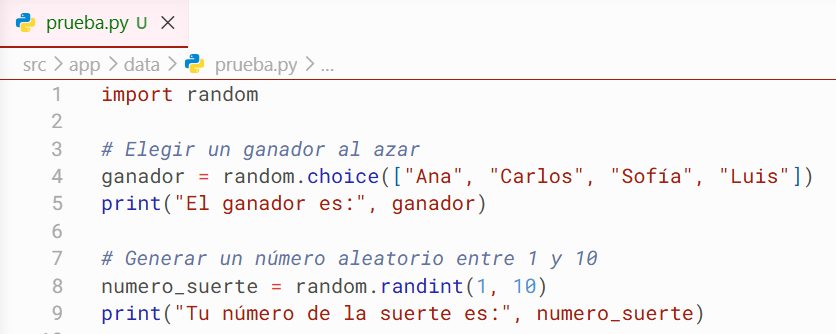 prueba.py U ×
src > app > data > prueba.py > ...
1 import random
2
3 # Elegir un ganador al azar
4 ganador = random.choice(["Ana", "Carlos", "Sofía", "Luis"])
5 print("El ganador es:", ganador)
6
7 # Generar un número aleatorio entre 1 y 10
8 numero_suerte = random.randint(1, 10)
9 print("Tu número de la suerte es:", numero_suerte)